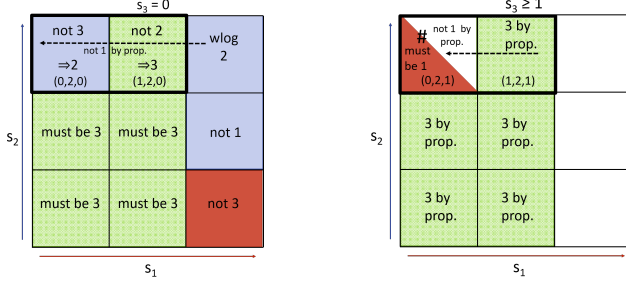 s3 = 0
not 3
not 2
wlog
2
not 1 by prop.
⇒2
⇒3
(0,2,0)
(1,2,0)
must be 3
must be 3
not 1
must be 3
must be 3
not 3
s2
s1
s3 ≥ 1
#
not 1 by
prop.
must
be 1
(0,2,1)
3 by
prop.
(1,2,1)
3 by
prop.
3 by
prop.
3 by
prop.
3 by
prop.
s2
s1